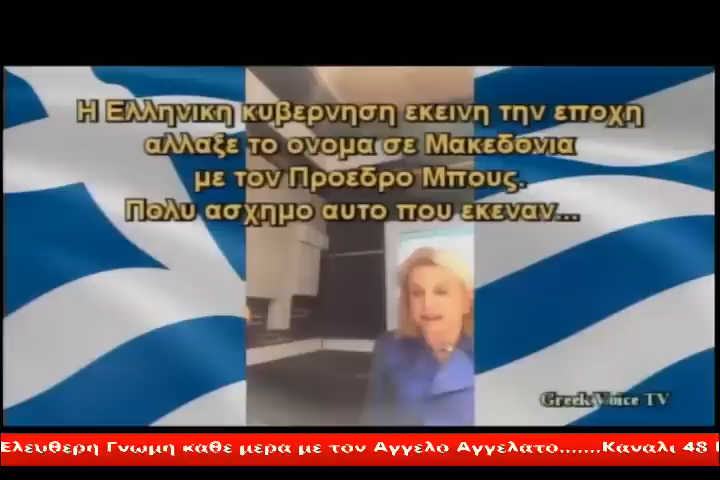 Η Ελληνικη κυβερνηση εκεινη την εποχη
αλλαξε το ονομα σε Μακεδονια
με τον Προεδρο Μπους.
Πολυ ασχημο αυτο που εκεναν...
Greek Voice TV
Ελευθερη Γνωμη καθε μερα με τον Αγγελο Αγγελατο.......Καναλι 48